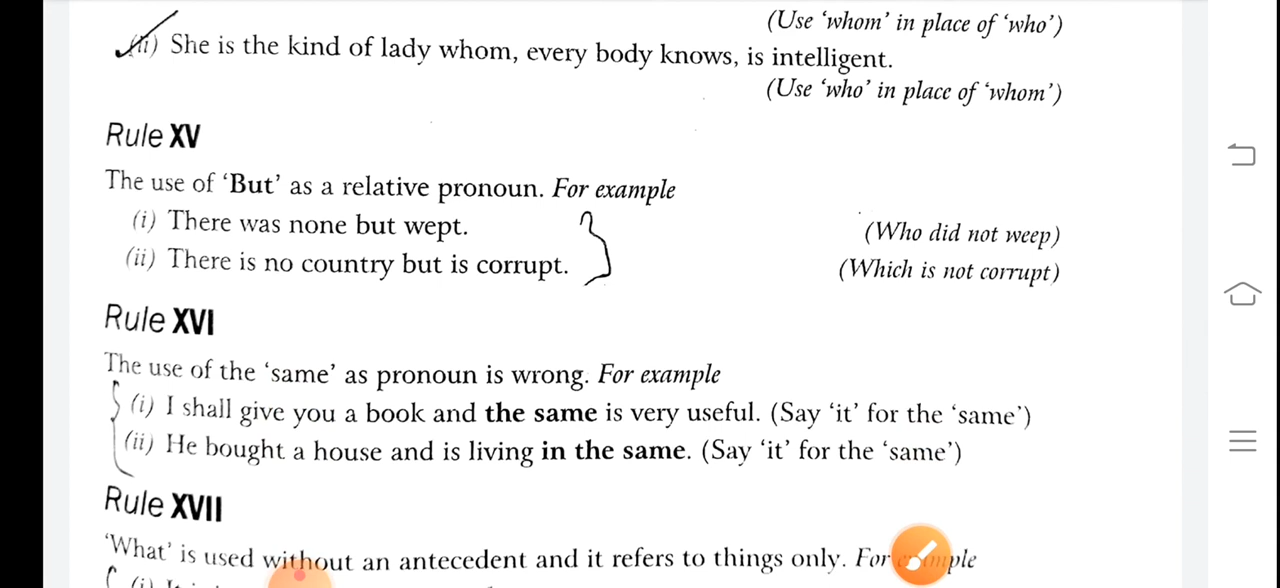 (Use ‘whom’ in place of ‘who’)
(ii) She is the kind of lady whom, every body knows, is intelligent.
(Use ‘who’ in place of ‘whom’)
Rule XV
The use of ‘But’ as a relative pronoun. For example
(i) There was none but wept. (Who did not weep)
(ii) There is no country but is corrupt. (Which is not corrupt)
Rule XVI
The use of the ‘same’ as pronoun is wrong. For example
(i) I shall give you a book and the same is very useful. (Say ‘it’ for the ‘same’)
(ii) He bought a house and is living in the same. (Say ‘it’ for the ‘same’)
Rule XVII
‘What’ is used without an antecedent and it refers to things only. For example